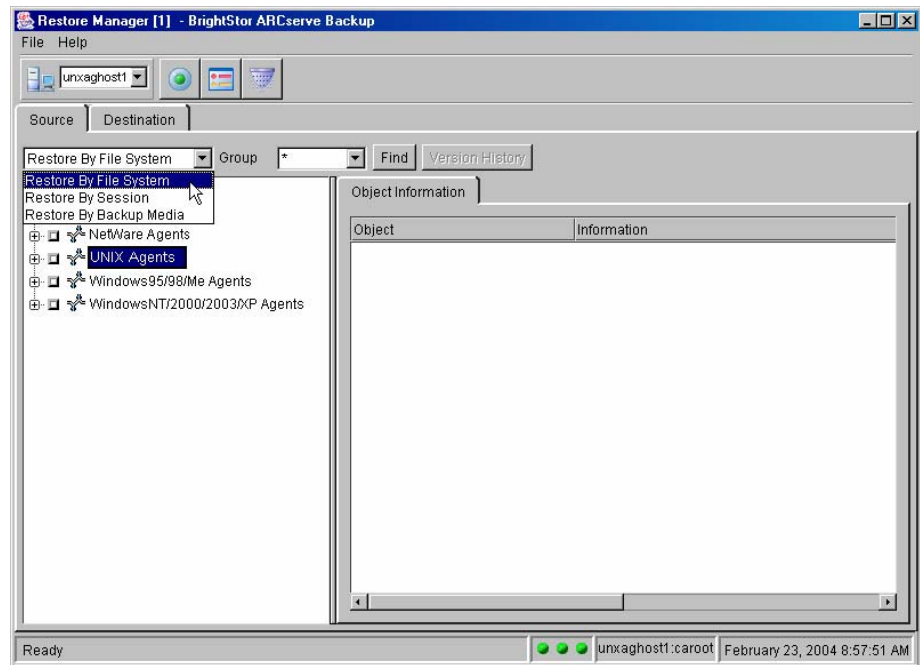 Restore Manager [1] - BrightStor ARCserve Backup
File Help
unxaghost1
Source Destination
Restore By File System Group * Find Version History
Restore By File System
Restore By Session
Restore By Backup Media
Object Information
Object Information
NetWare Agents
UNIX Agents
Windows95/98/Me Agents
WindowsNT/2000/2003/XP Agents
Ready unxaghost1:caroot February 23, 2004 8:57:51 AM